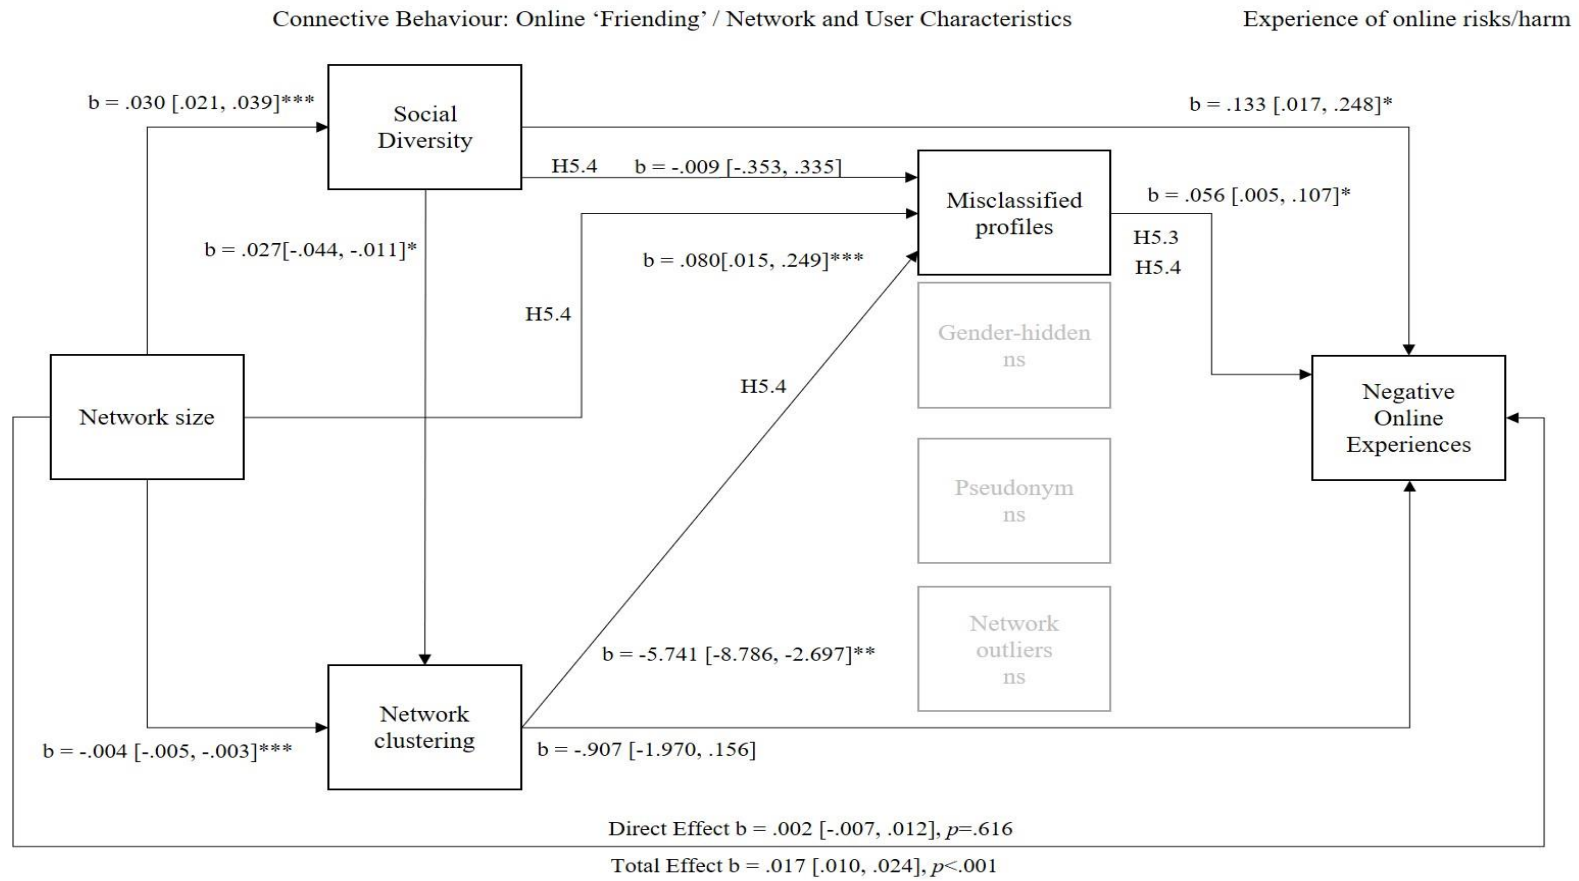 Connective Behaviour: Online ‘Friending’ / Network and User Characteristics
Experience of online risks/harm
b = .030 [.021, .039]***
Social
Diversity
b = .133 [.017, .248]*
H5.4
b = -.009 [-.353, .335]
Misclassified
profiles
b = .056 [.005, .107]*
H5.3
H5.4
b = .027[-.044, -.011]*
b = .080[.015, .249]***
H5.4
Gender-hidden
ns
H5.4
Network size
Negative
Online
Experiences
Pseudonym
ns
Network
outliers
ns
b = -5.741 [-8.786, -2.697]**
Network
clustering
b = -.004 [-.005, -.003]***
b = -.907 [-1.970, .156]
Direct Effect b = .002 [-.007, .012], p=.616
Total Effect b = .017 [.010, .024], p<.001